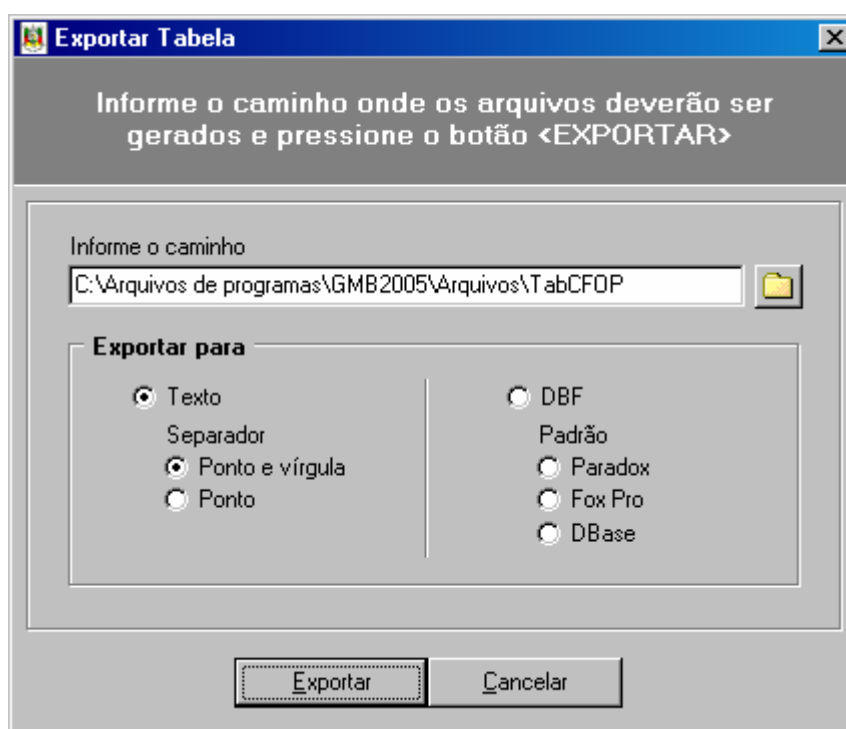 Exportar Tabela
Informe o caminho onde os arquivos deverão ser
gerados e pressione o botão <EXPORTAR>
Informe o caminho
C:\Arquivos de programas\GMB2005\Arquivos\TabCFOP
Exportar para
Texto
Separador
Ponto e vírgula
Ponto
DBF
Padrão
Paradox
Fox Pro
DBase
Exportar
Cancelar